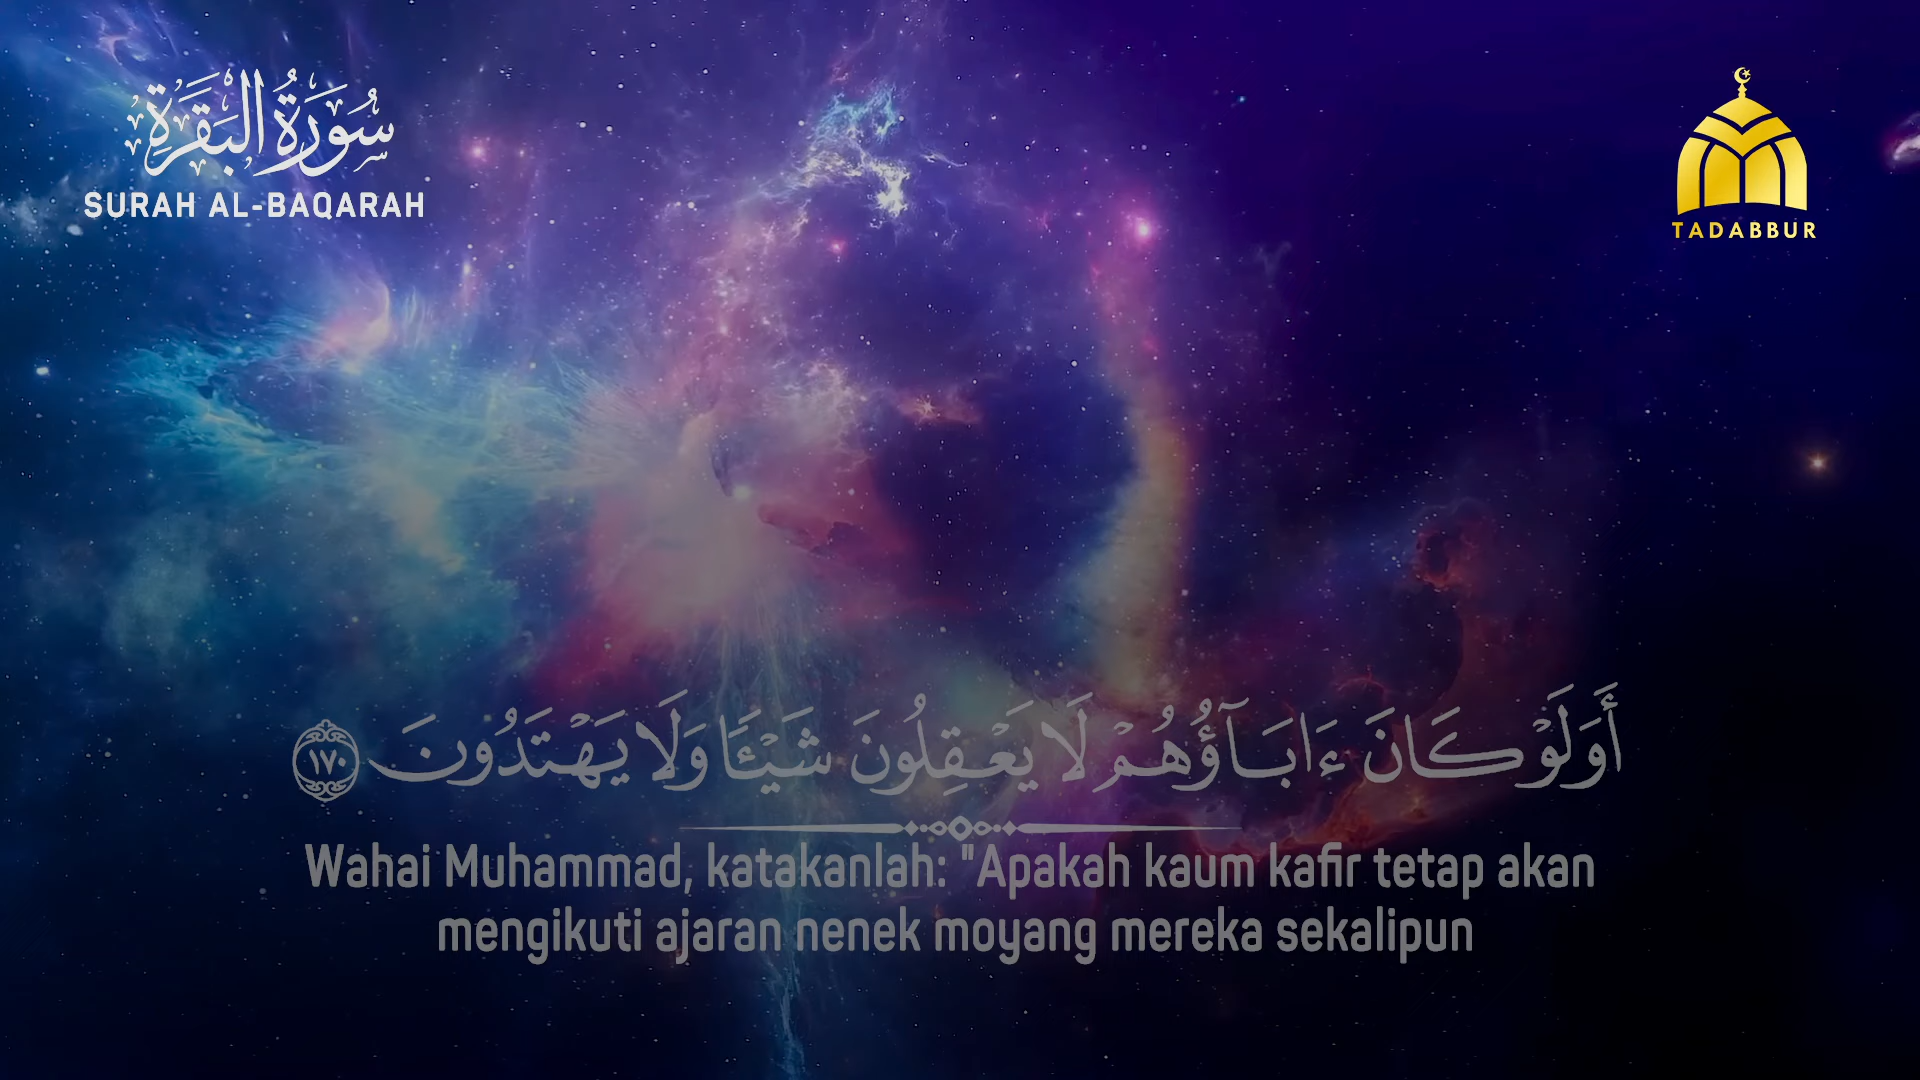 سُورَةُ الْبَقَرَةِ
SURAH AL-BAQARAH
TADABBUR
أَوَلَوْ كَانَ ءَابَآؤُهُمْ لَا يَعْقِلُونَ شَيْـًٔا وَلَا يَهْتَدُونَ ١٧٠
Wahai Muhammad, katakanlah: "Apakah kaum kafir tetap akan
mengikuti ajaran nenek moyang mereka sekalipun